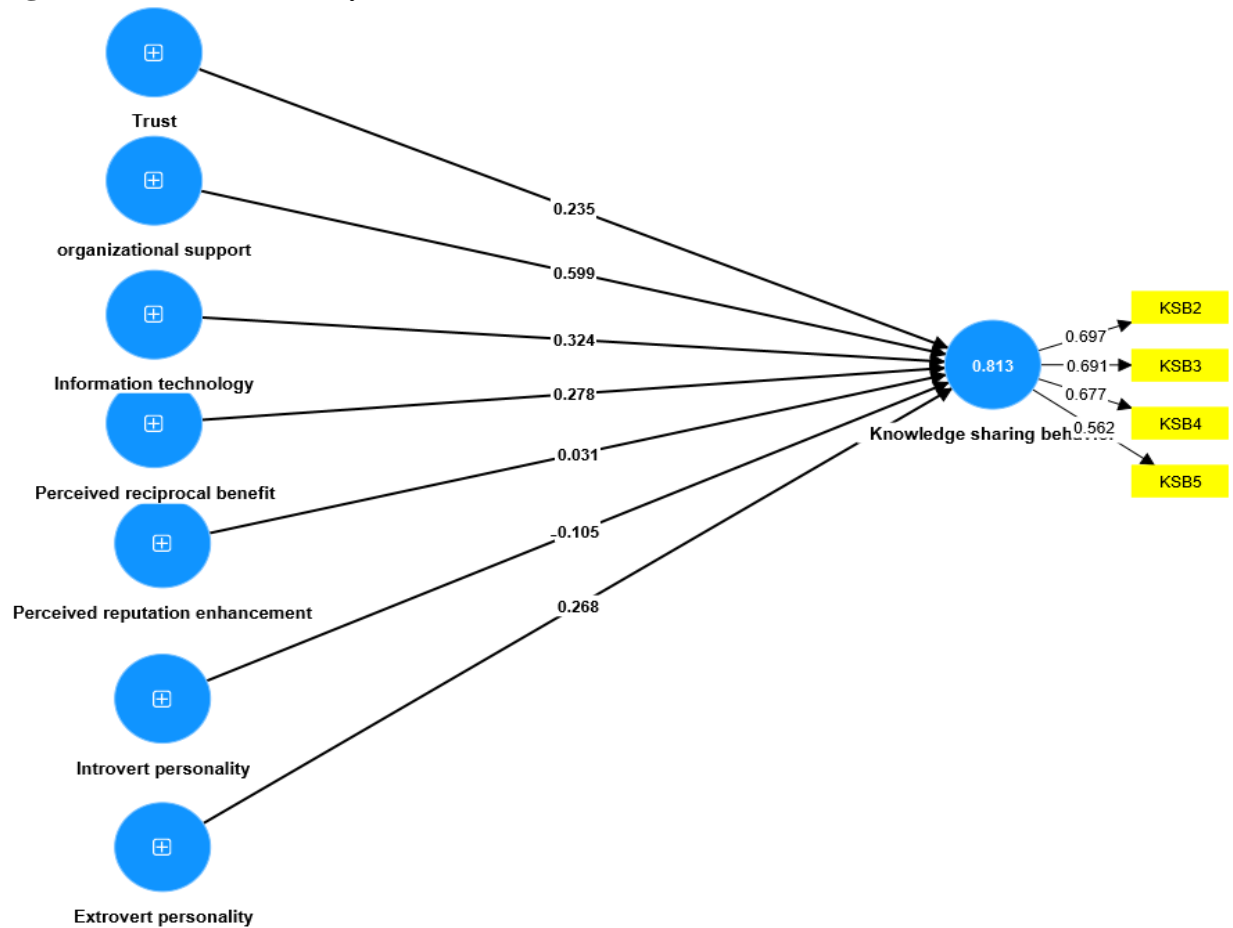 Trust
organizational support
Information technology
Perceived reciprocal benefit
Perceived reputation enhancement
Introvert personality
Extrovert personality
0.235
0.599
0.324
0.278
0.031
-0.105
0.268
0.813
Knowledge sharing
0.697
0.691
0.677
0.562
KSB2
KSB3
KSB4
KSB5